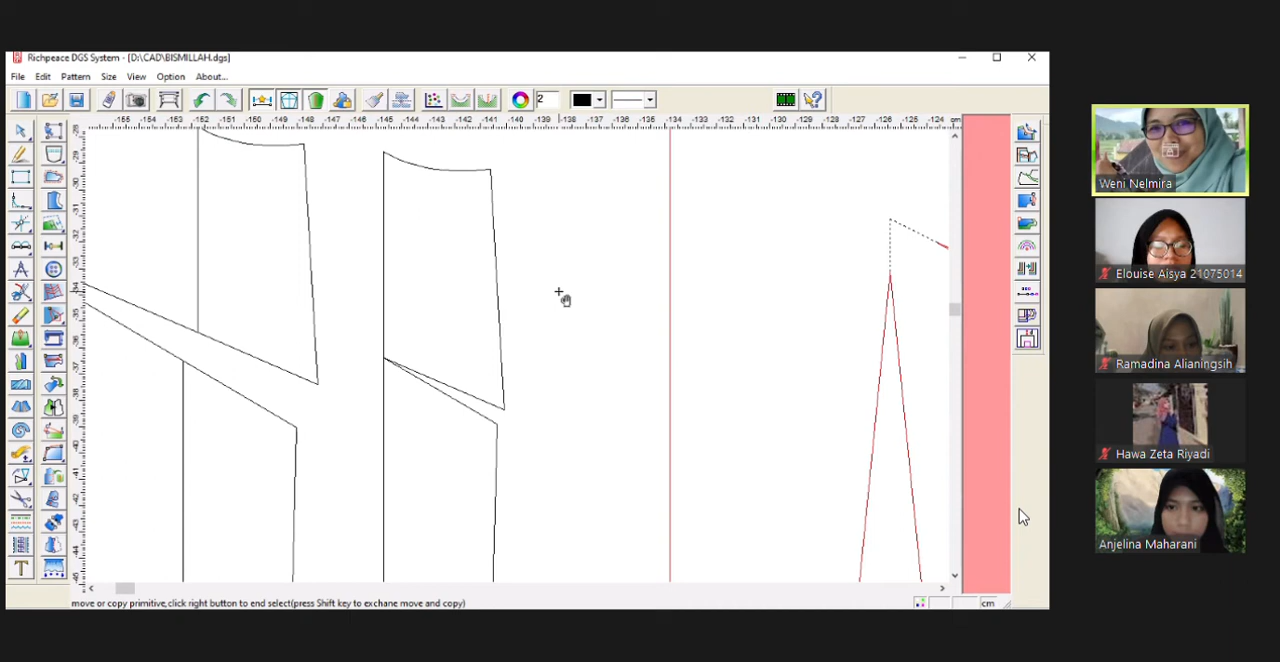 Richpeace DGS System - [D:\CAD\BISMILLAH.dgs]
File Edit Pattern Size View Option About...
2
-155 -154 -153 -152 -151 -150 -149 -148 -147 -146 -145 -144 -143 -142 -141 -140 -139 -138 -137 -136 -135 -134 -133 -132 -131 -130 -129 -128 -127 -126 -125 -124 cm
move or copy primitive,click right button to end select(press Shift key to exchane move and copy)
cm
Weni Nelmira
Elouise Aisya 21075014
Ramadina Alianingsih
Hawa Zeta Riyadi
Anjelina Maharani